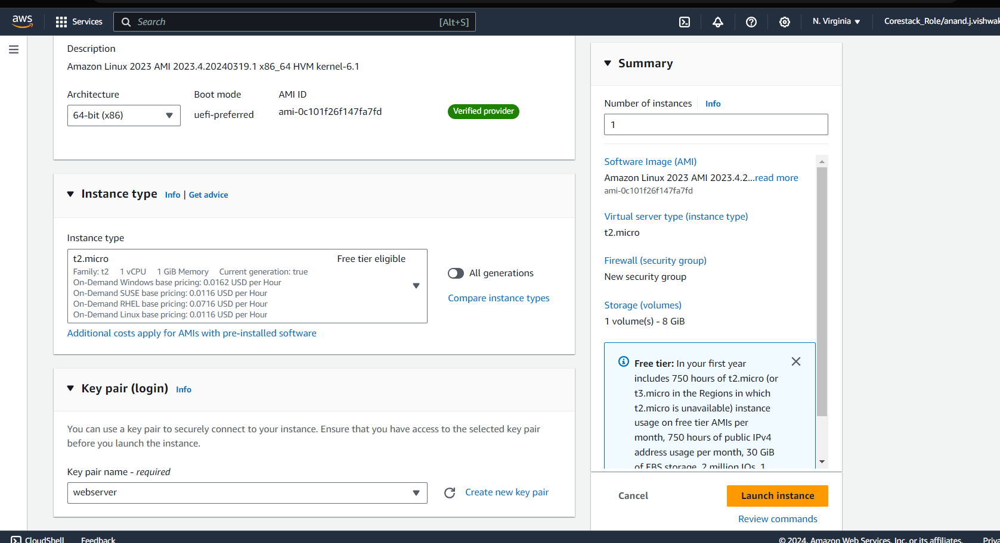 aws
Services
Search
[Alt+S]
N. Virginia
Corestack_Role/anand.j.vishwak
Description
Amazon Linux 2023 AMI 2023.4.20240319.1 x86_64 HVM kernel-6.1
Architecture
Boot mode
AMI ID
64-bit (x86)
uefi-preferred
ami-0c101f26f147fa7fd
Verified provider
Instance type
Info | Get advice
Instance type
t2.micro
Free tier eligible
Family: t2 1 vCPU 1 GiB Memory Current generation: true
On-Demand Windows base pricing: 0.0162 USD per Hour
On-Demand SUSE base pricing: 0.0116 USD per Hour
On-Demand RHEL base pricing: 0.0716 USD per Hour
On-Demand Linux base pricing: 0.0116 USD per Hour
All generations
Compare instance types
Additional costs apply for AMIs with pre-installed software
Key pair (login)
Info
You can use a key pair to securely connect to your instance. Ensure that you have access to the selected key pair
before you launch the instance.
Key pair name - required
webserver
Create new key pair
Summary
Number of instances
Info
1
Software Image (AMI)
Amazon Linux 2023 AMI 2023.4.2...read more
ami-0c101f26f147fa7fd
Virtual server type (instance type)
t2.micro
Firewall (security group)
New security group
Storage (volumes)
1 volume(s) - 8 GiB
Free tier: In your first year
includes 750 hours of t2.micro (or
t3.micro in the Regions in which
t2.micro is unavailable) instance
usage on free tier AMIs per
month, 750 hours of public IPv4
address usage per month, 30 GiB
of EBS storage, 2 million IOs, 1
Cancel
Launch instance
Review commands
CloudShell
Feedback
© 2024, Amazon Web Services, Inc. or its affiliates.
Priva